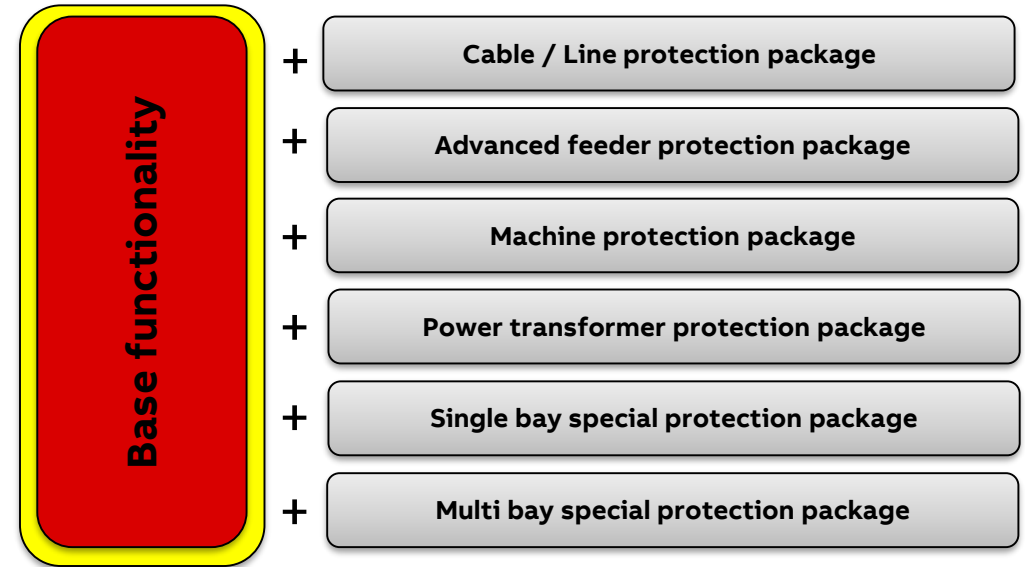 Base functionality
+ Cable / Line protection package
+ Advanced feeder protection package
+ Machine protection package
+ Power transformer protection package
+ Single bay special protection package
+ Multi bay special protection package